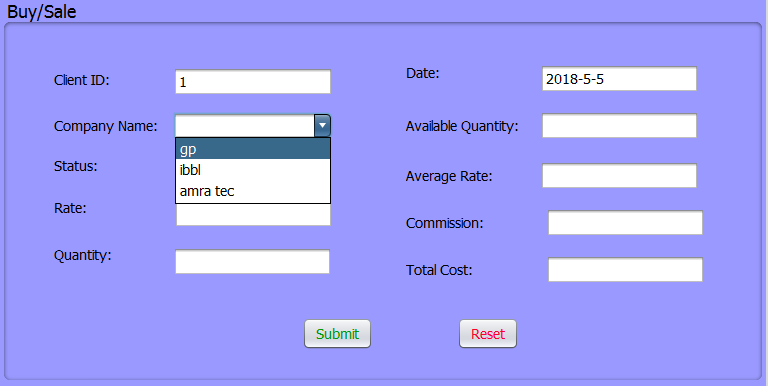 Buy/Sale
Client ID: 1
Date: 2018-5-5
Company Name:
Available Quantity:
gp
ibbl
amra tec
Status:
Average Rate:
Rate:
Commission:
Quantity:
Total Cost:
Submit
Reset